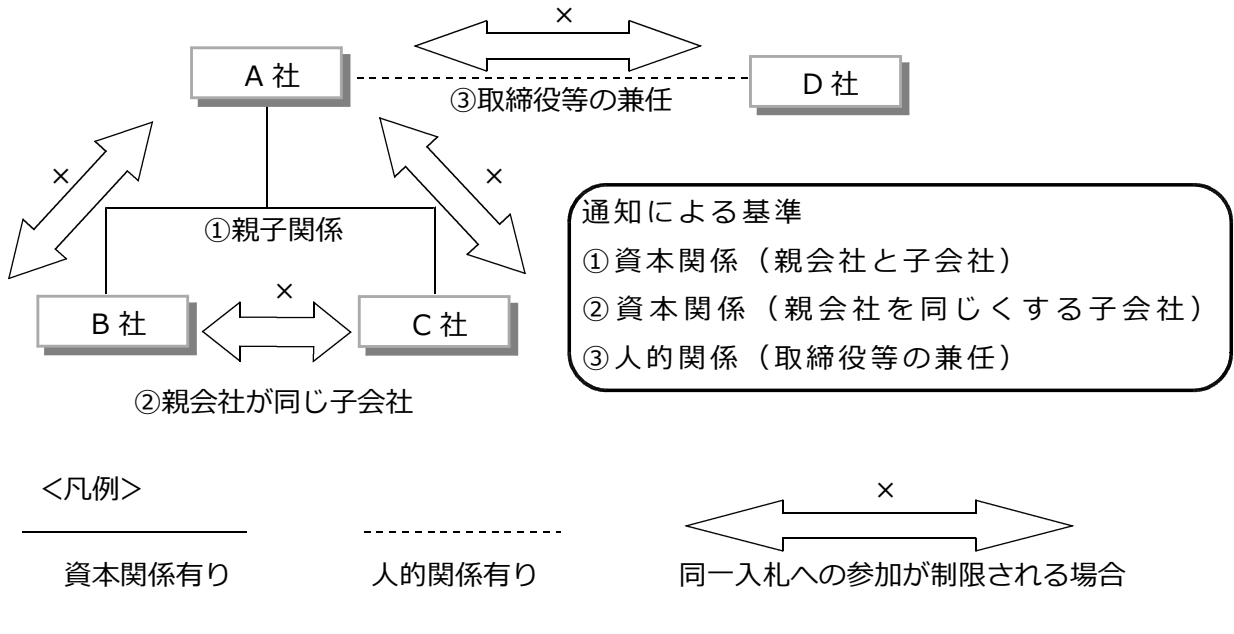 ×
A 社
D 社
③取締役等の兼任
×
×
①親子関係
×
B 社
C 社
②親会社が同じ子会社
通知による基準
①資本関係（親会社と子会社）
②資本関係（親会社を同じくする子会社）
③人的関係（取締役等の兼任）
＜凡例＞
×
資本関係有り
人的関係有り
同一入札への参加が制限される場合